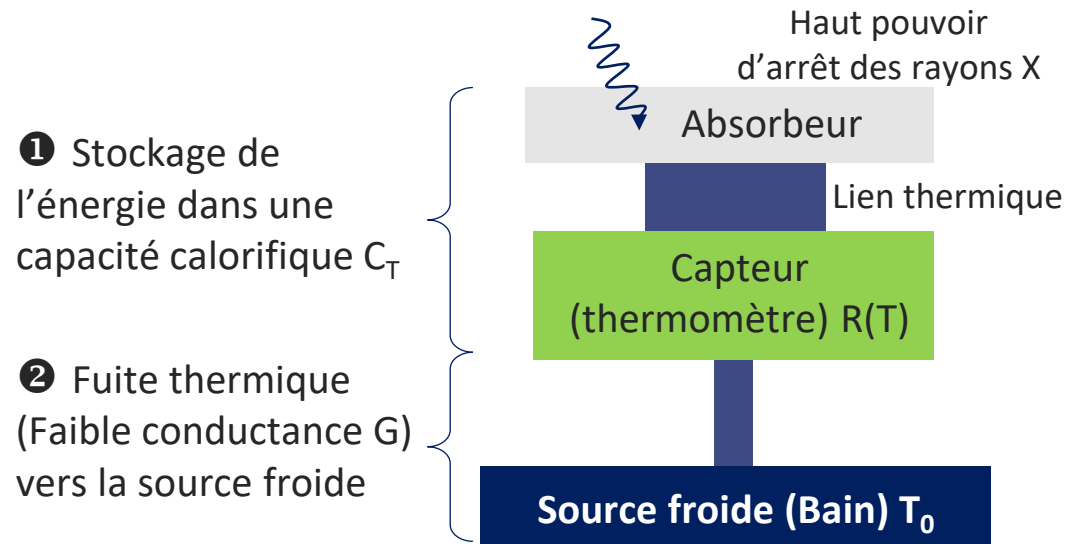 Haut pouvoir
d'arrêt des rayons X
Absorbeur
❶ Stockage de
l’énergie dans une
capacité calorifique C_T
Lien thermique
Capteur
(thermomètre) R(T)
❷ Fuite thermique
(Faible conductance G)
vers la source froide
Source froide (Bain) T_0